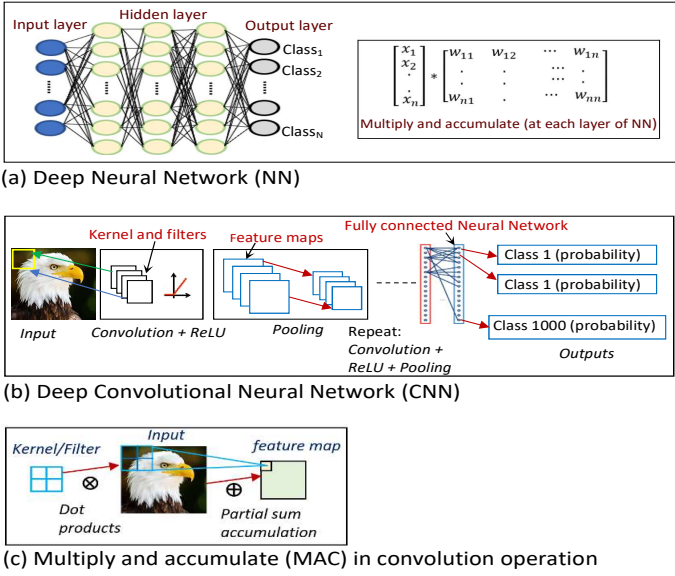 Hidden layer
Input layer
Output layer
Class₁
Class₂
Class_N
x₁ w₁₁ w₁₂ ⋯ w₁ₙ
x₂ . . ⋯ .
. * . . ⋯ .
xₙ wₙ₁ . ⋯ wₙₙ
Multiply and accumulate (at each layer of NN)
(a) Deep Neural Network (NN)
Kernel and filters
Feature maps
Fully connected Neural Network
Class 1 (probability)
Class 1 (probability)
Class 1000 (probability)
Input
Convolution + ReLU
Pooling
Repeat:
Convolution +
ReLU + Pooling
Outputs
(b) Deep Convolutional Neural Network (CNN)
Kernel/Filter
Input
feature map
Dot
products
Partial sum
accumulation
(c) Multiply and accumulate (MAC) in convolution operation